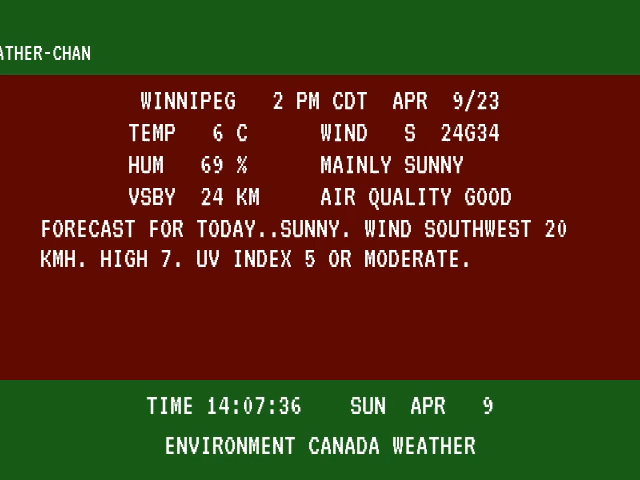 ATHER-CHAN
WINNIPEG 2 PM CDT APR 9/23
TEMP 6 C WIND S 24G34
HUM 69 % MAINLY SUNNY
VSBY 24 KM AIR QUALITY GOOD
FORECAST FOR TODAY..SUNNY. WIND SOUTHWEST 20
KMH. HIGH 7. UV INDEX 5 OR MODERATE.
TIME 14:07:36 SUN APR 9
ENVIRONMENT CANADA WEATHER